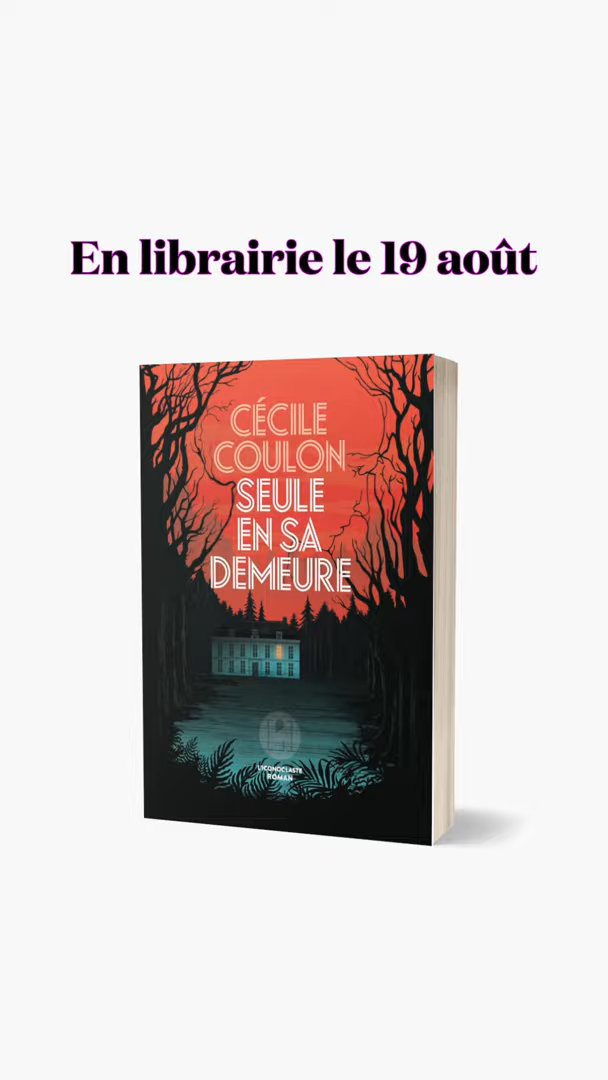 En librairie le 19 août
CÉCILE
COULON
SEULE
EN SA
DEMEURE
L'ICONOCLASTE
ROMAN